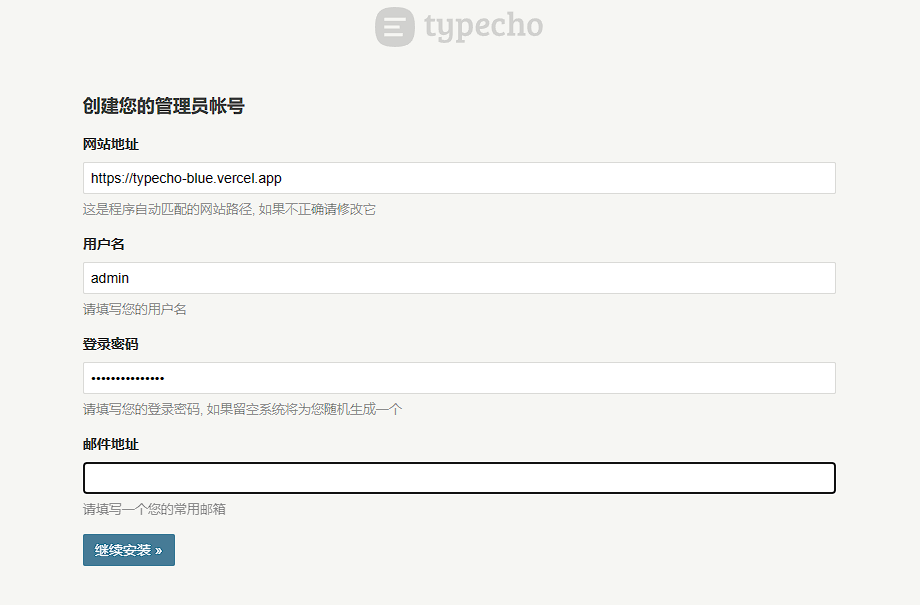 typecho
创建您的管理员帐号
网站地址
https://typecho-blue.vercel.app
这是程序自动匹配的网站路径, 如果不正确请修改它
用户名
admin
请填写您的用户名
登录密码
•••••••••••••••
请填写您的登录密码, 如果留空系统将为您随机生成一个
邮件地址
请填写一个您的常用邮箱
继续安装 »